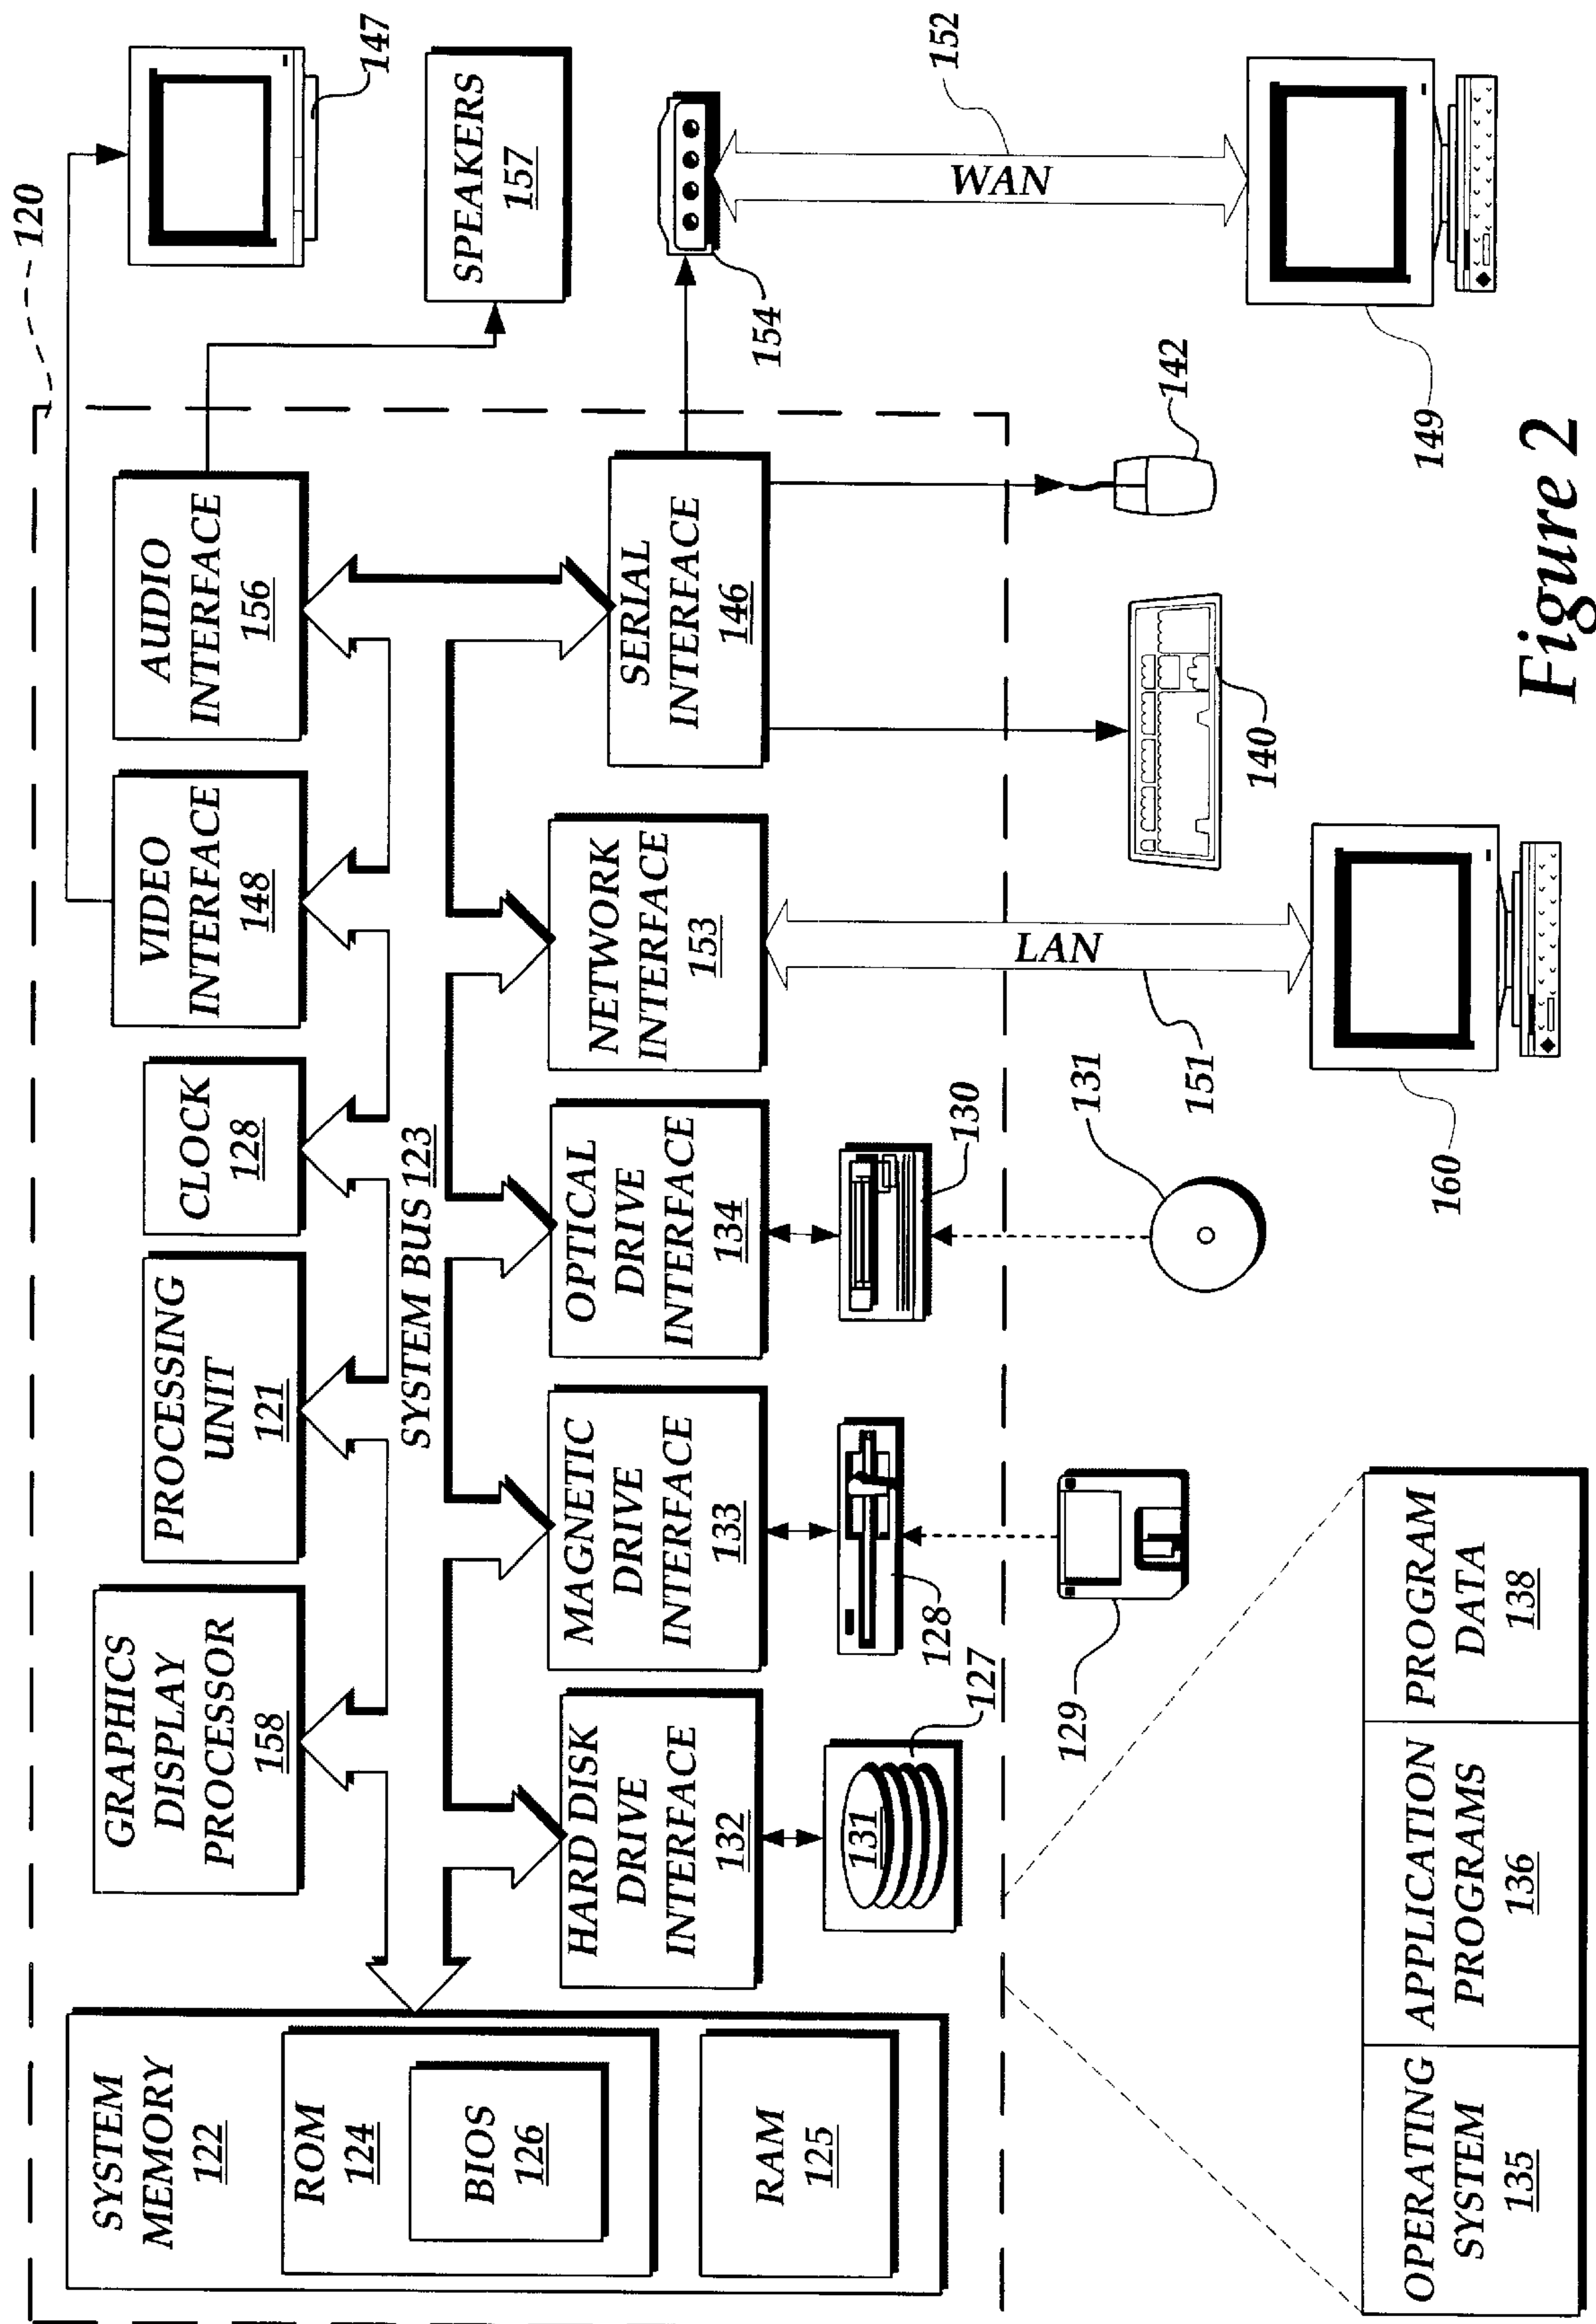 120
SYSTEM
MEMORY
122
ROM
124
BIOS
126
RAM
125
GRAPHICS
DISPLAY
PROCESSOR
158
PROCESSING
UNIT
121
CLOCK
128
VIDEO
INTERFACE
148
AUDIO
INTERFACE
156
147
SPEAKERS
157
SYSTEM BUS 123
HARD DISK
DRIVE
INTERFACE
132
MAGNETIC
DRIVE
INTERFACE
133
OPTICAL
DRIVE
INTERFACE
134
NETWORK
INTERFACE
153
SERIAL
INTERFACE
146
154
152
WAN
131
127
128
130
LAN
129
131
151
140
142
160
149
OPERATING
SYSTEM
135
APPLICATION
PROGRAMS
136
PROGRAM
DATA
138
Figure 2